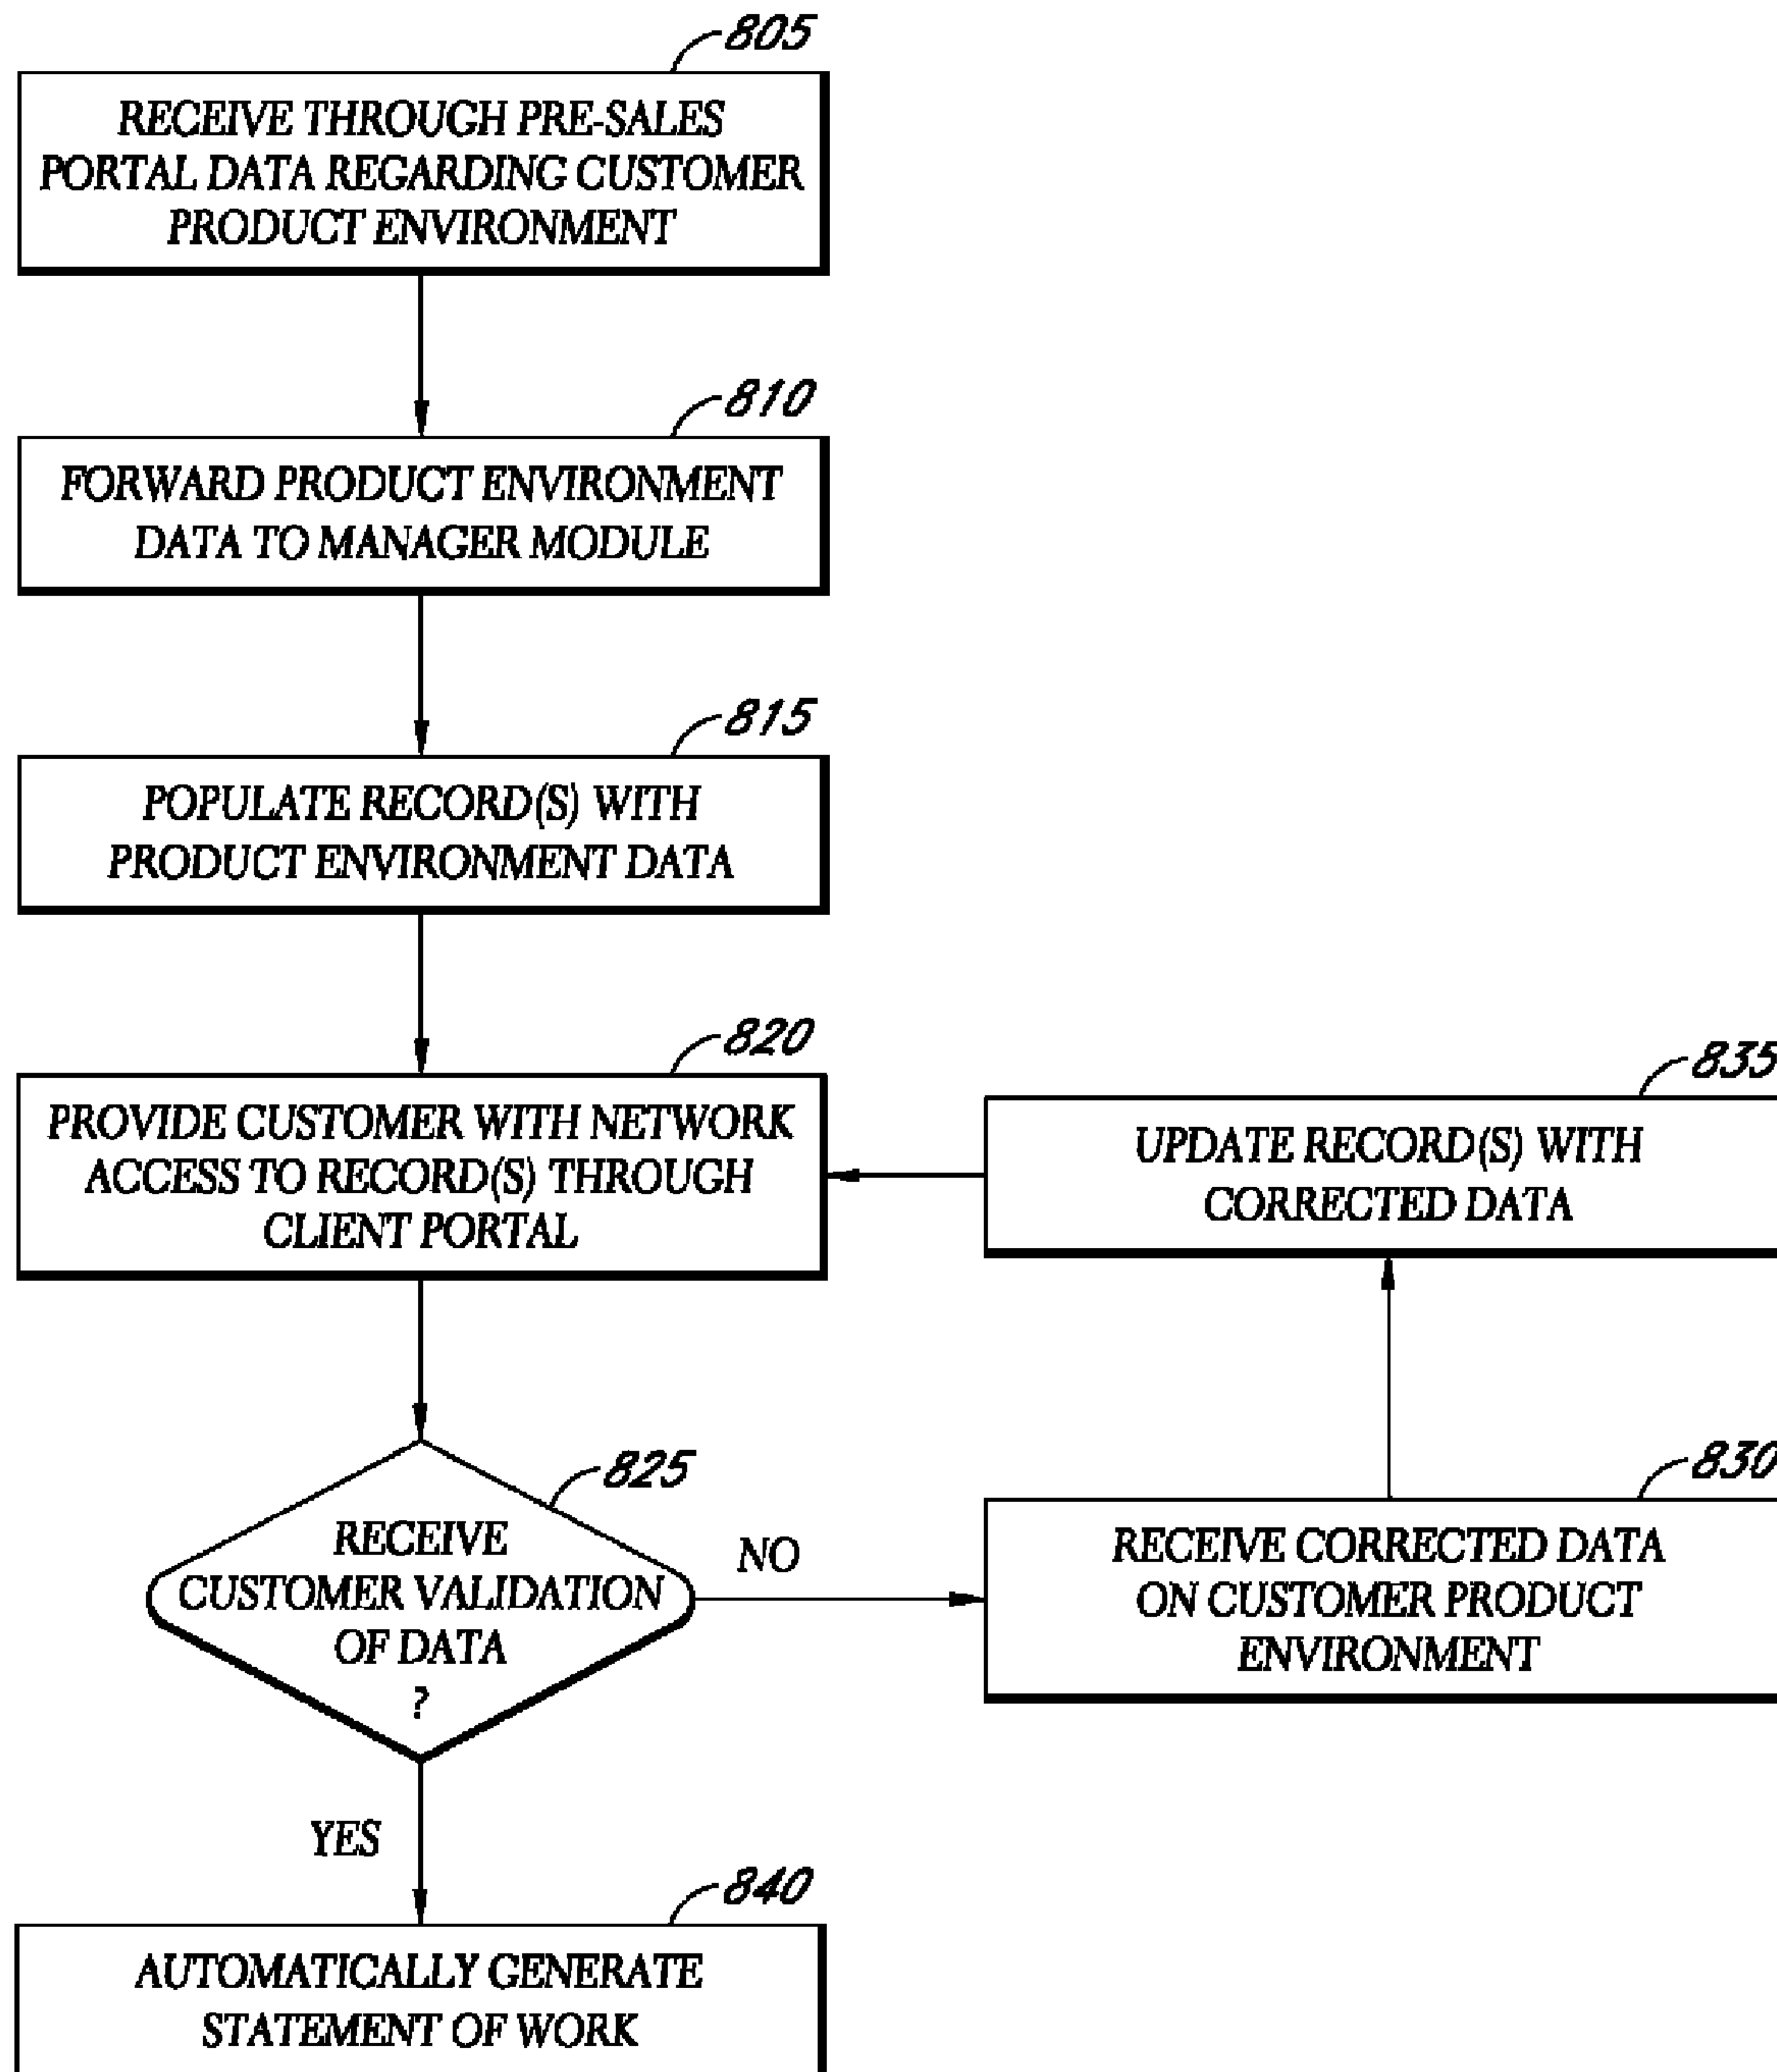 805
RECEIVE THROUGH PRE-SALES
PORTAL DATA REGARDING CUSTOMER
PRODUCT ENVIRONMENT
810
FORWARD PRODUCT ENVIRONMENT
DATA TO MANAGER MODULE
815
POPULATE RECORD(S) WITH
PRODUCT ENVIRONMENT DATA
820
PROVIDE CUSTOMER WITH NETWORK
ACCESS TO RECORD(S) THROUGH
CLIENT PORTAL
835
UPDATE RECORD(S) WITH
CORRECTED DATA
825
RECEIVE
CUSTOMER VALIDATION
OF DATA
?
NO
830
RECEIVE CORRECTED DATA
ON CUSTOMER PRODUCT
ENVIRONMENT
YES
840
AUTOMATICALLY GENERATE
STATEMENT OF WORK